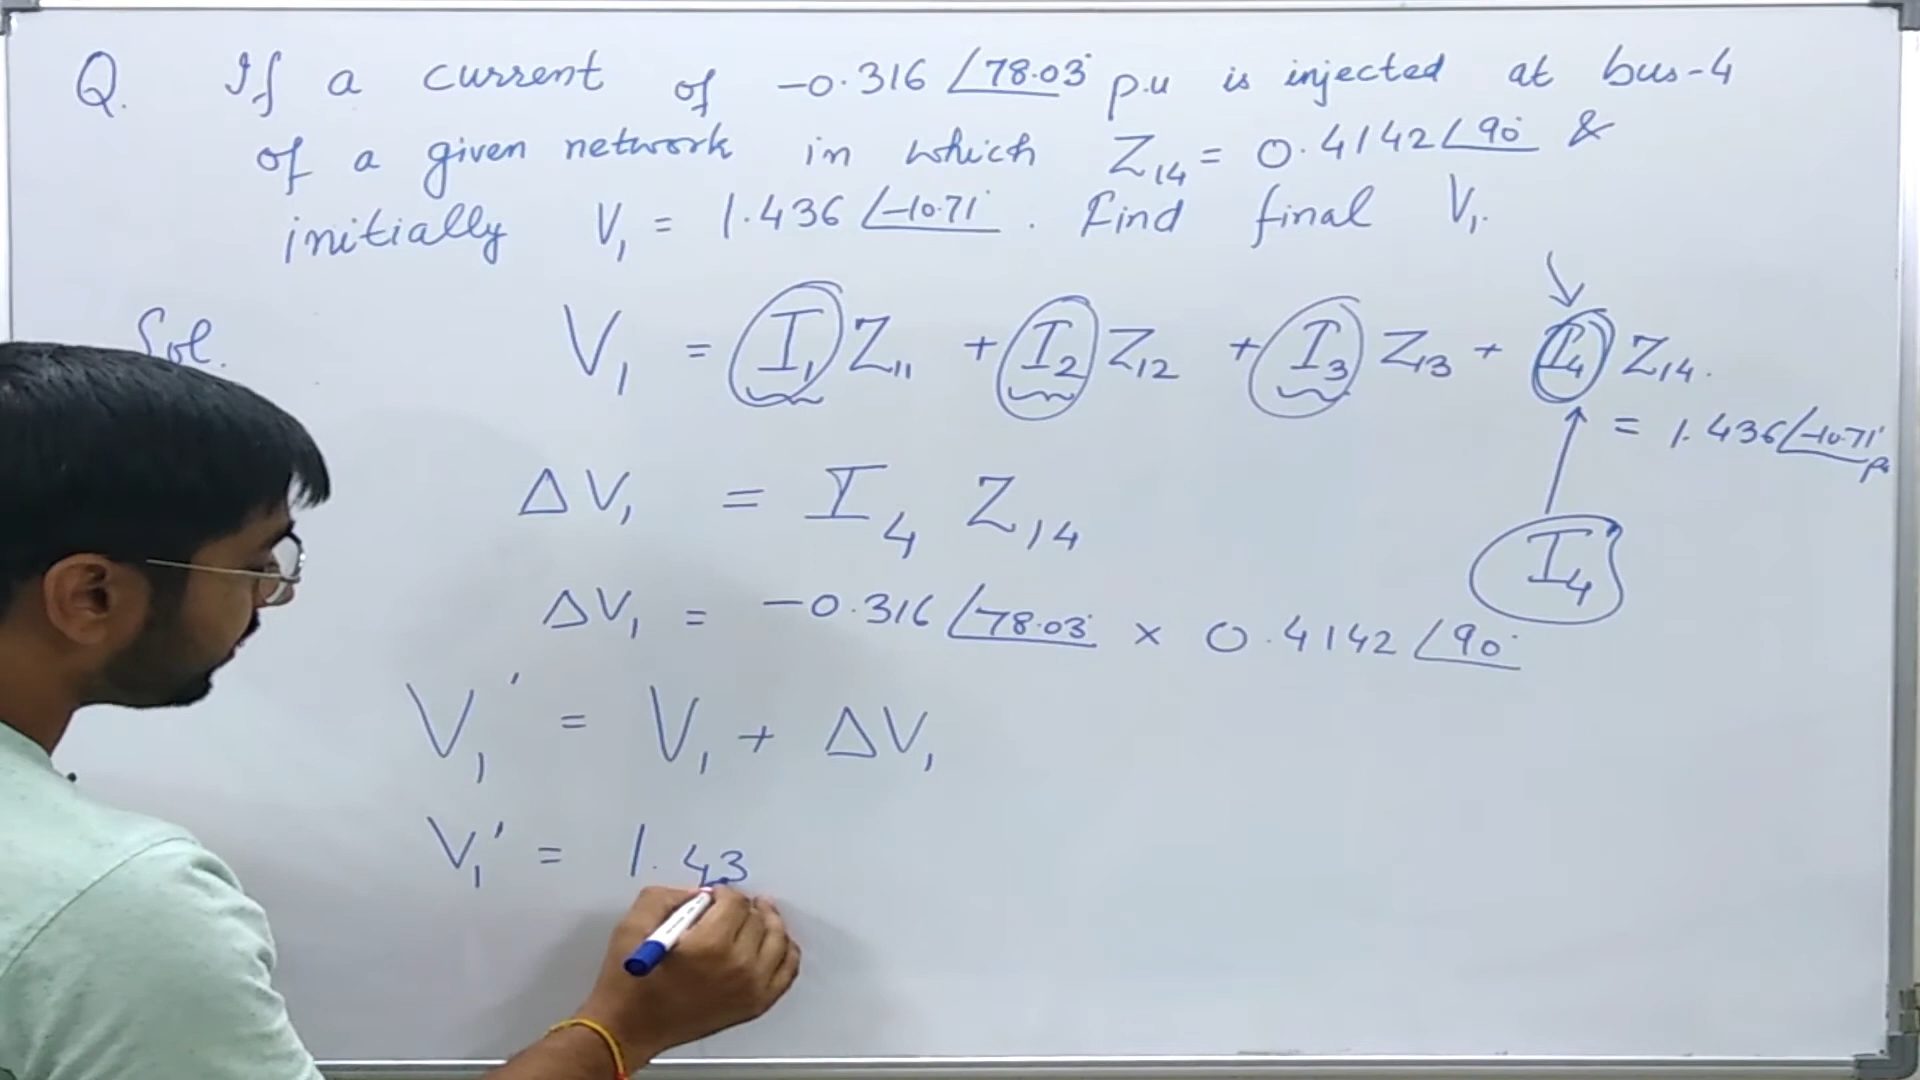 Q. If a current of -0.316 ∠78.03° p.u is injected at bus-4
of a given network in which Z14 = 0.4142∠90° &
initially V1 = 1.436 ∠-10.71°. Find final V1.
Sol.
V1 = I1 Z11 + I2 Z12 + I3 Z13 + I4 Z14.
= 1.436∠-10.71°
ΔV1 = I4 Z14
I4
ΔV1 = -0.316 ∠78.03° × 0.4142 ∠90°
V1' = V1 + ΔV1
V1' = 1.43